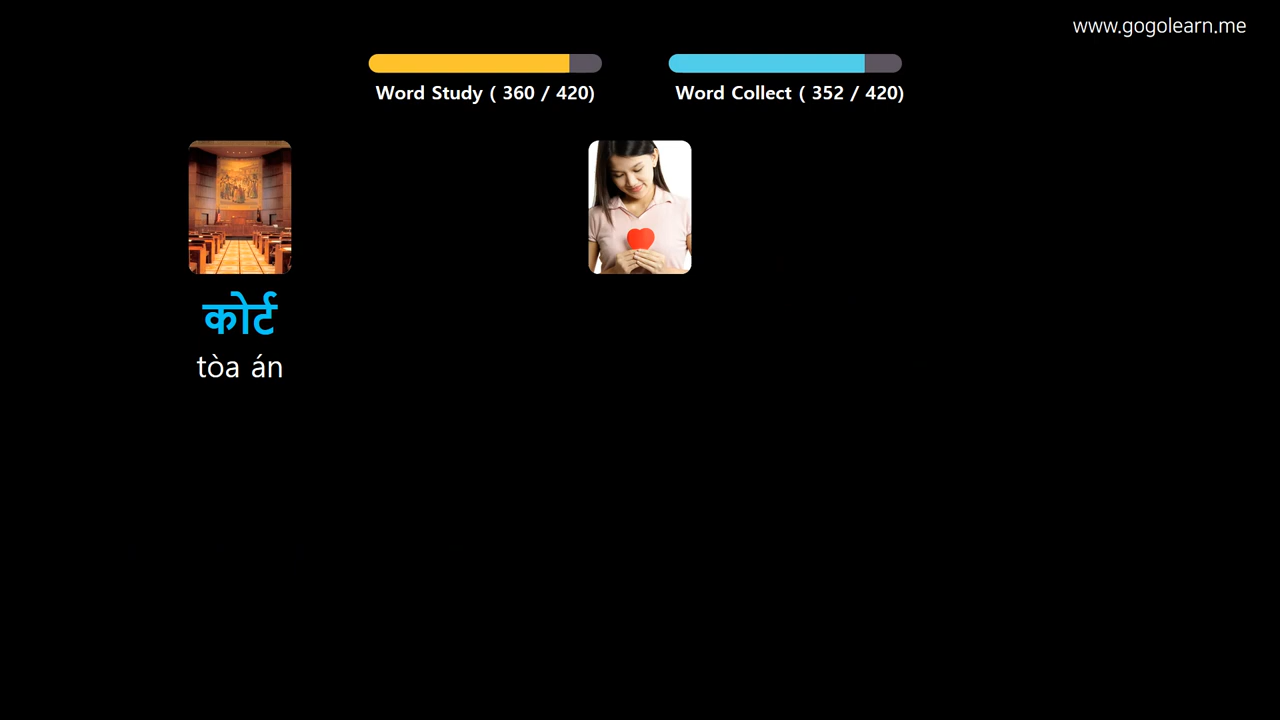 www.gogolearn.me
Word Study ( 360 / 420)
Word Collect ( 352 / 420)
कोर्ट
tòa án